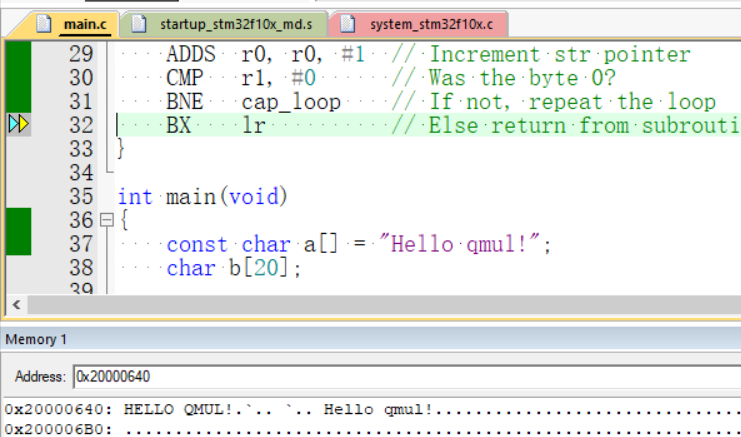 main.c startup_stm32f10x_md.s system_stm32f10x.c
29 ADDS r0, r0, #1 // Increment str pointer
30 CMP r1, #0 // Was the byte 0?
31 BNE cap_loop // If not, repeat the loop
32 BX lr // Else return from subrouti
33 }
34
35 int main(void)
36 {
37 const char a[] = "Hello qmul!";
38 char b[20];
39
Memory 1
Address: 0x20000640
0x20000640: HELLO QMUL!.`.. `.. Hello qmul!...................................
0x200006B0: ..................................................................